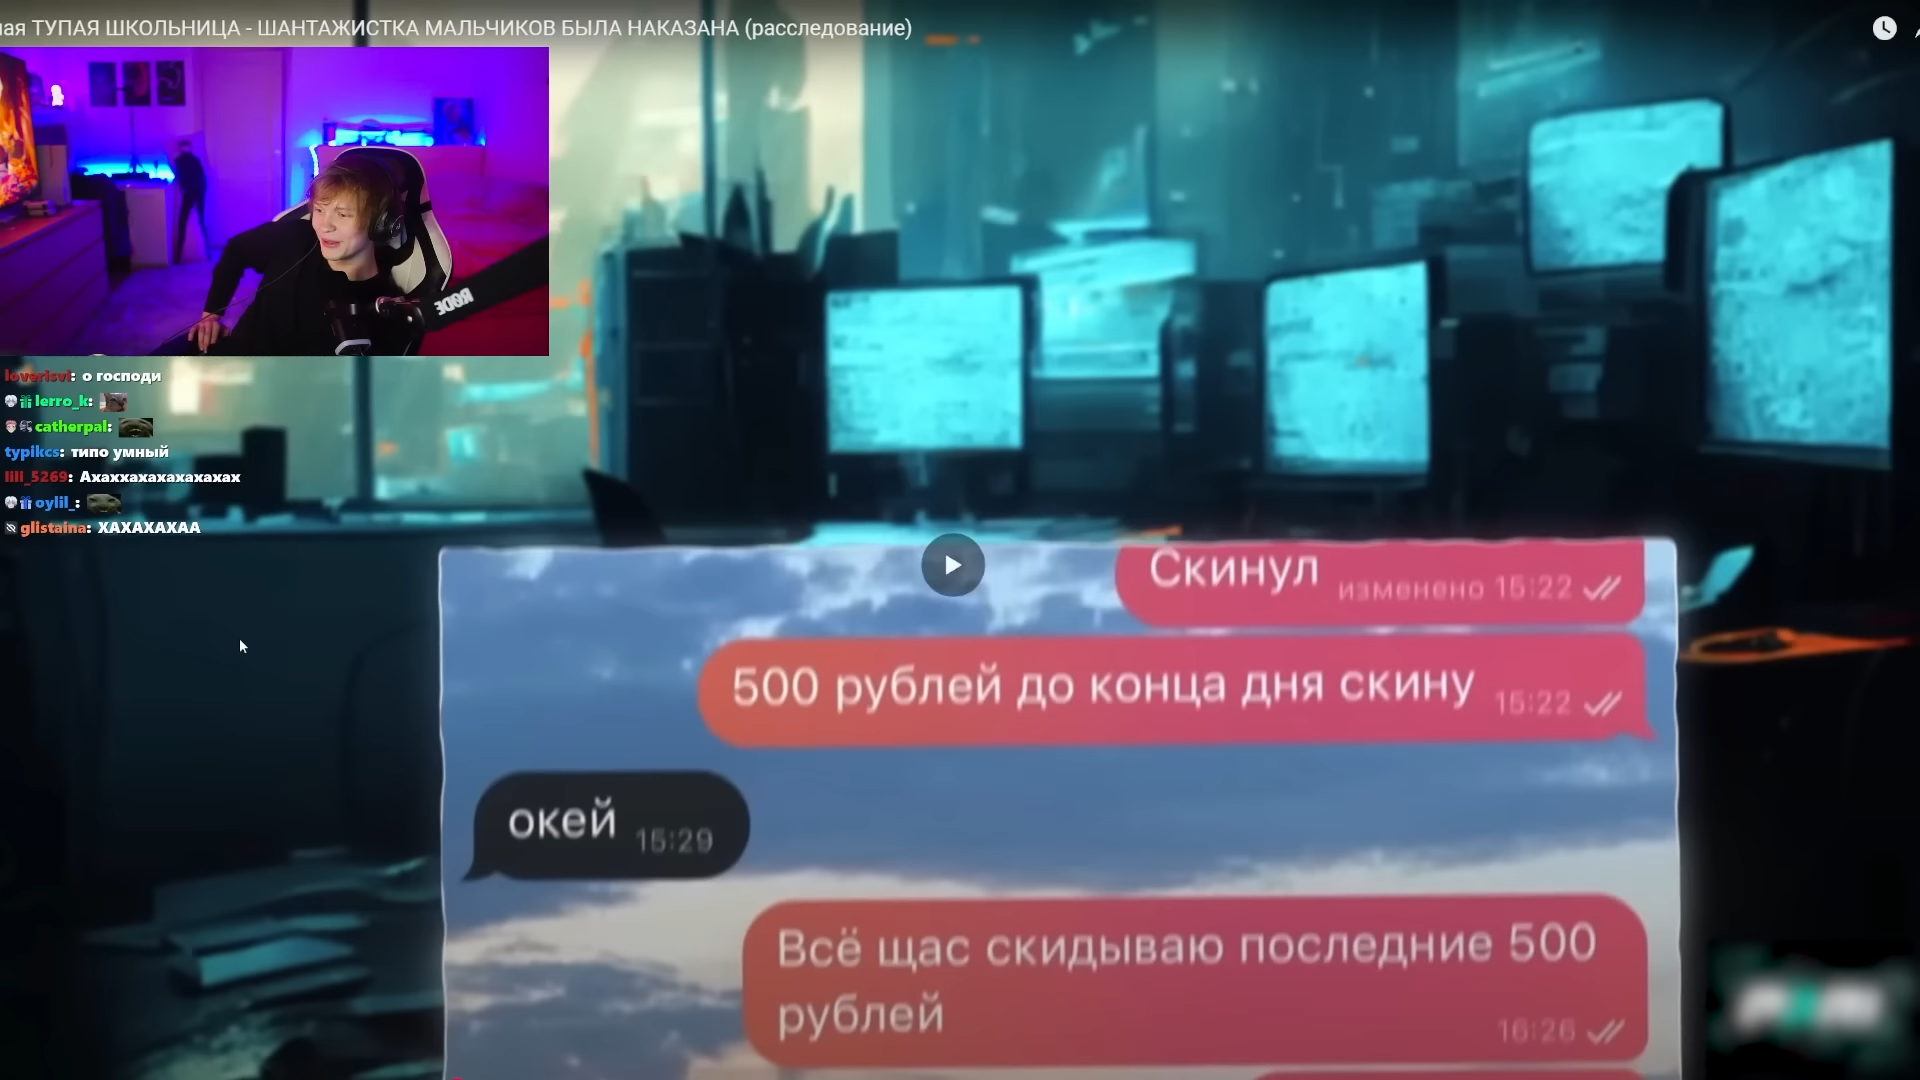 ая ТУПАЯ ШКОЛЬНИЦА - ШАНТАЖИСТКА МАЛЬЧИКОВ БЫЛА НАКАЗАНА (расследование)
RØDE
loverisvi: о господи
lerro_k:
catherpal:
typikcs: типо умный
llll_5269: Ахаххахахахахахах
oylil_:
glistaina: ХАХАХАХАА
Скинул изменено 15:22
500 рублей до конца дня скину 15:22
окей 15:29
Всё щас скидываю последние 500
рублей 16:26